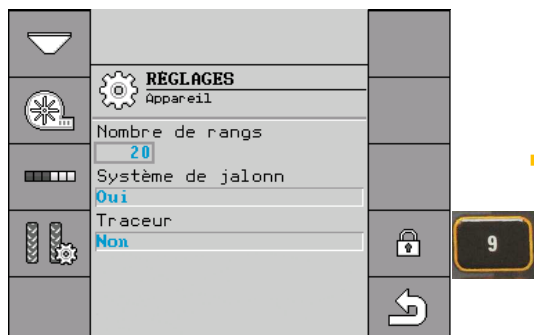 RÉGLAGES
Appareil
Nombre de rangs
20
Système de jalonn
Oui
Traceur
Non
9